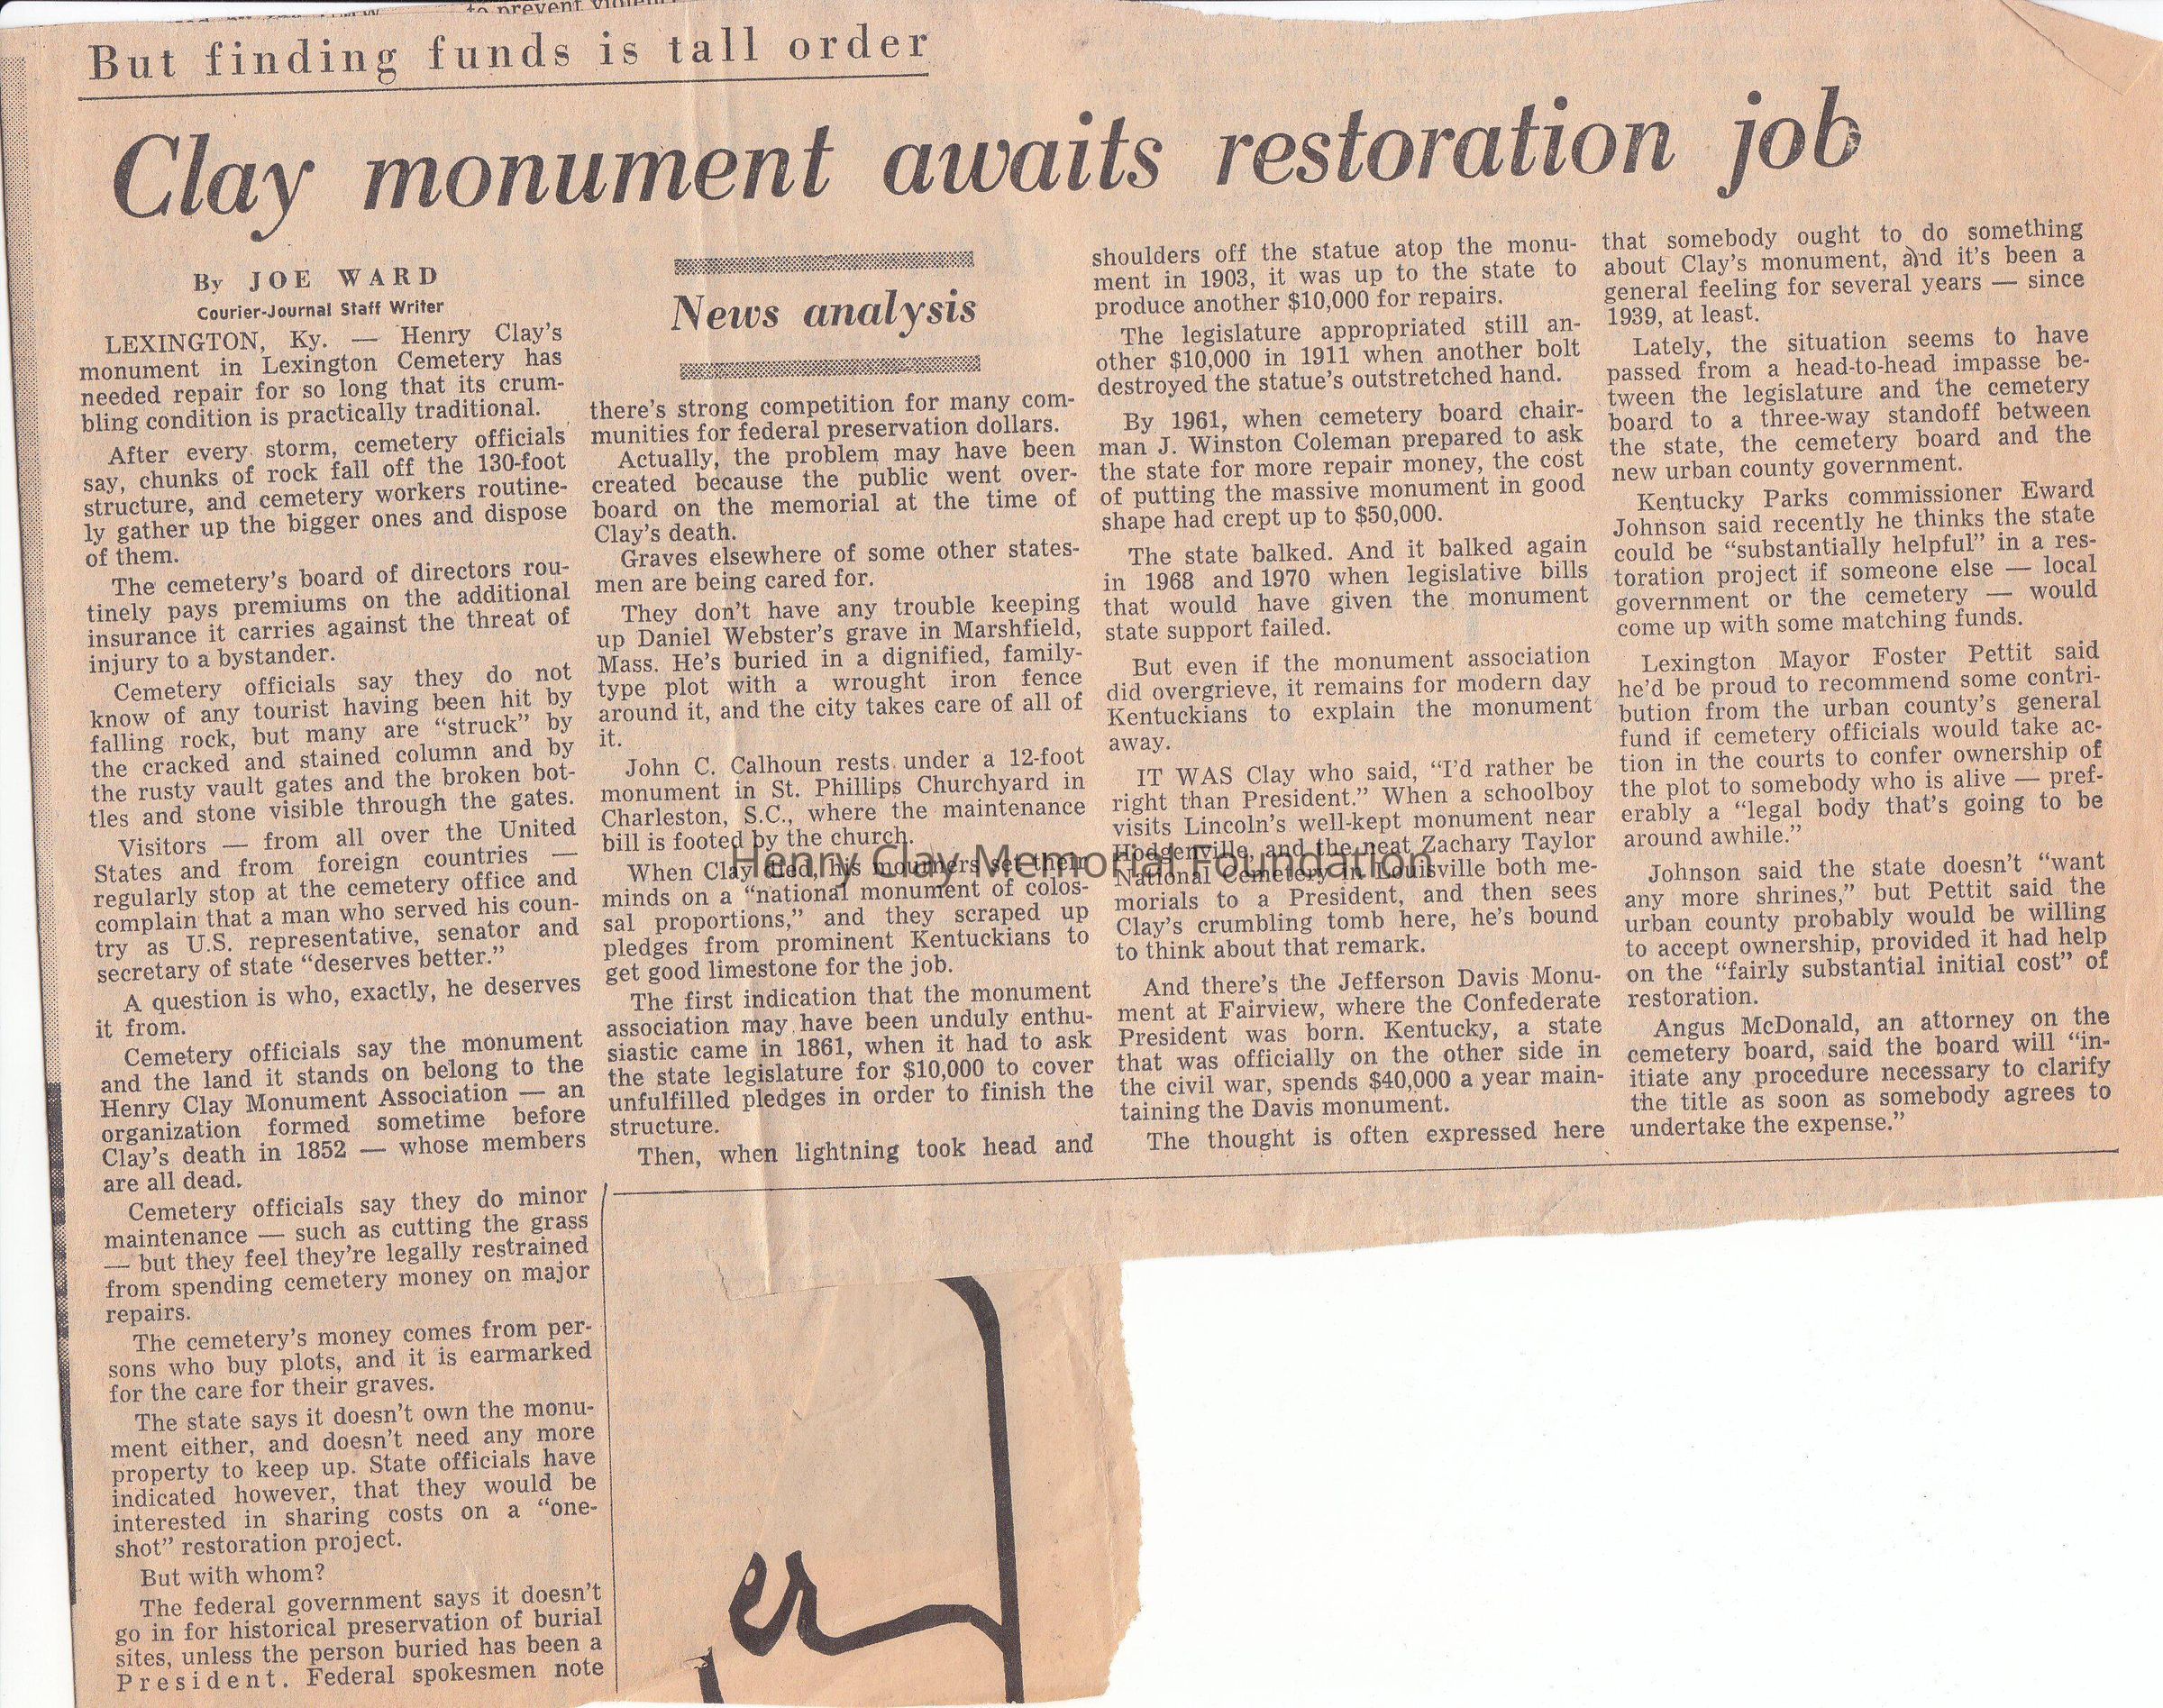 to prevent
But finding funds is tall order
Clay monument awaits restoration job
By JOE WARD
Courier-Journal Staff Writer
LEXINGTON, Ky. — Henry Clay's
monument in Lexington Cemetery has
needed repair for so long that its crum-
bling condition is practically traditional.
After every storm, cemetery officials
say, chunks of rock fall off the 130-foot
structure, and cemetery workers routine-
ly gather up the bigger ones and dispose
of them.
The cemetery's board of directors rou-
tinely pays premiums on the additional
insurance it carries against the threat of
injury to a bystander.
Cemetery officials say they do not
know of any tourist having been hit by
falling rock, but many are “struck” by
the cracked and stained column and by
the rusty vault gates and the broken bot-
tles and stone visible through the gates.
Visitors — from all over the United
States and from foreign countries —
regularly stop at the cemetery office and
complain that a man who served his coun-
try as U.S. representative, senator and
secretary of state “deserves better.”
A question is who, exactly, he deserves
it from.
Cemetery officials say the monument
and the land it stands on belong to the
Henry Clay Monument Association — an
organization formed sometime before
Clay's death in 1852 — whose members
are all dead.
Cemetery officials say they do minor
maintenance — such as cutting the grass
— but they feel they're legally restrained
from spending cemetery money on major
repairs.
The cemetery's money comes from per-
sons who buy plots, and it is earmarked
for the care for their graves.
The state says it doesn't own the monu-
ment either, and doesn't need any more
property to keep up. State officials have
indicated however, that they would be
interested in sharing costs on a “one-
shot” restoration project.
But with whom?
The federal government says it doesn't
go in for historical preservation of burial
sites, unless the person buried has been a
President. Federal spokesmen note
News analysis
there's strong competition for many com-
munities for federal preservation dollars.
Actually, the problem may have been
created because the public went over-
board on the memorial at the time of
Clay's death.
Graves elsewhere of some other states-
men are being cared for.
They don't have any trouble keeping
up Daniel Webster's grave in Marshfield,
Mass. He's buried in a dignified, family-
type plot with a wrought iron fence
around it, and the city takes care of all of
it.
John C. Calhoun rests under a 12-foot
monument in St. Phillips Churchyard in
Charleston, S.C., where the maintenance
bill is footed by the church.
When Clay died, his mourners set their
minds on a “national monument of colos-
sal proportions,” and they scraped up
pledges from prominent Kentuckians to
get good limestone for the job.
The first indication that the monument
association may have been unduly enthu-
siastic came in 1861, when it had to ask
the state legislature for $10,000 to cover
unfulfilled pledges in order to finish the
structure.
Then, when lightning took head and
shoulders off the statue atop the monu-
ment in 1903, it was up to the state to
produce another $10,000 for repairs.
The legislature appropriated still an-
other $10,000 in 1911 when another bolt
destroyed the statue's outstretched hand.
By 1961, when cemetery board chair-
man J. Winston Coleman prepared to ask
the state for more repair money, the cost
of putting the massive monument in good
shape had crept up to $50,000.
The state balked. And it balked again
in 1968 and 1970 when legislative bills
that would have given the monument
state support failed.
But even if the monument association
did overgrieve, it remains for modern day
Kentuckians to explain the monument
away.
IT WAS Clay who said, “I'd rather be
right than President.” When a schoolboy
visits Lincoln's well-kept monument near
Hodgenville, and the neat Zachary Taylor
National Cemetery in Louisville both me-
morials to a President, and then sees
Clay's crumbling tomb here, he's bound
to think about that remark.
And there's the Jefferson Davis Monu-
ment at Fairview, where the Confederate
President was born. Kentucky, a state
that was officially on the other side in
the civil war, spends $40,000 a year main-
taining the Davis monument.
The thought is often expressed here
that somebody ought to do something
about Clay's monument, and it's been a
general feeling for several years — since
1939, at least.
Lately, the situation seems to have
passed from a head-to-head impasse be-
tween the legislature and the cemetery
board to a three-way standoff between
the state, the cemetery board and the
new urban county government.
Kentucky Parks commissioner Eward
Johnson said recently he thinks the state
could be “substantially helpful” in a res-
toration project if someone else — local
government or the cemetery — would
come up with some matching funds.
Lexington Mayor Foster Pettit said
he'd be proud to recommend some contri-
bution from the urban county's general
fund if cemetery officials would take ac-
tion in the courts to confer ownership of
the plot to somebody who is alive — pref-
erably a “legal body that's going to be
around awhile.”
Johnson said the state doesn't “want
any more shrines,” but Pettit said the
urban county probably would be willing
to accept ownership, provided it had help
on the “fairly substantial initial cost” of
restoration.
Angus McDonald, an attorney on the
cemetery board, said the board will “in-
itiate any procedure necessary to clarify
the title as soon as somebody agrees to
undertake the expense.”
Henry Clay Memorial Foundation
er